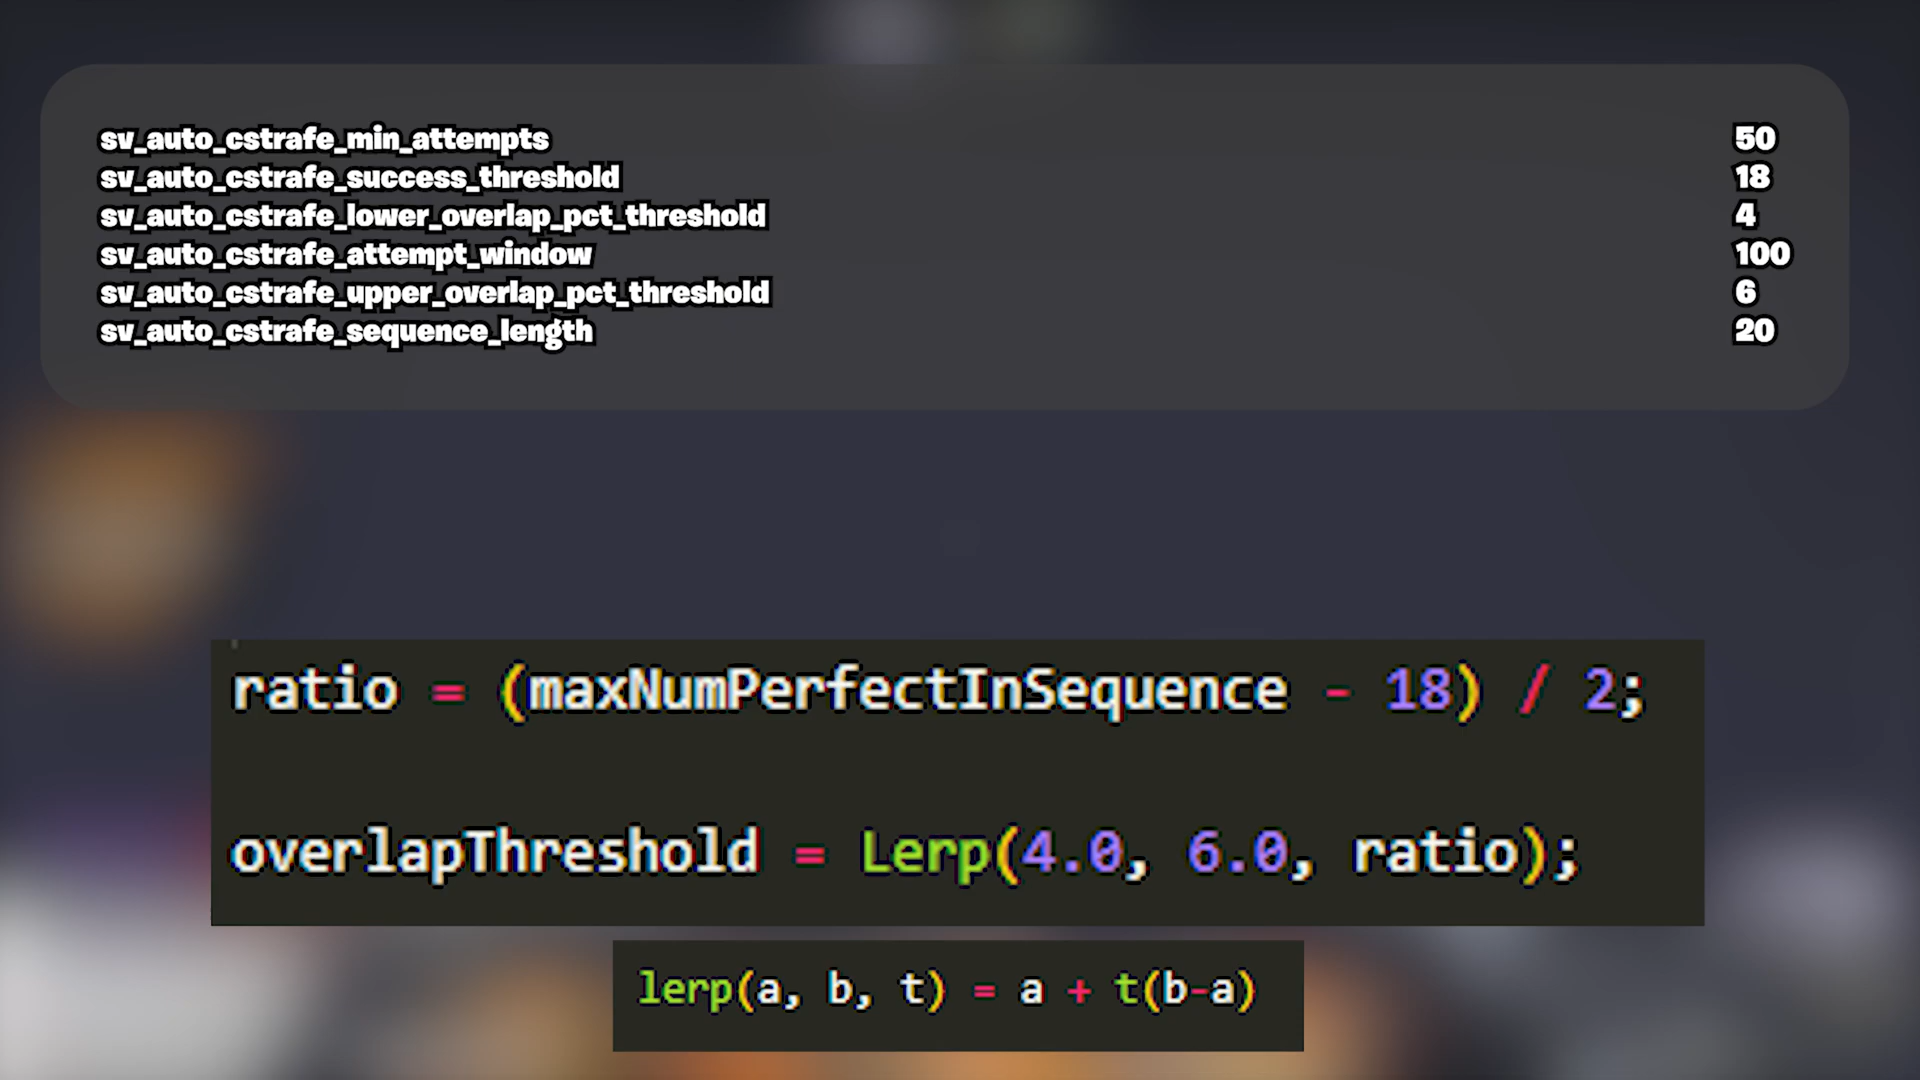 sv_auto_cstrafe_min_attempts 50
sv_auto_cstrafe_success_threshold 18
sv_auto_cstrafe_lower_overlap_pct_threshold 4
sv_auto_cstrafe_attempt_window 100
sv_auto_cstrafe_upper_overlap_pct_threshold 6
sv_auto_cstrafe_sequence_length 20
ratio = (maxNumPerfectInSequence - 18) / 2;
overlapThreshold = Lerp(4.0, 6.0, ratio);
lerp(a, b, t) = a + t(b-a)